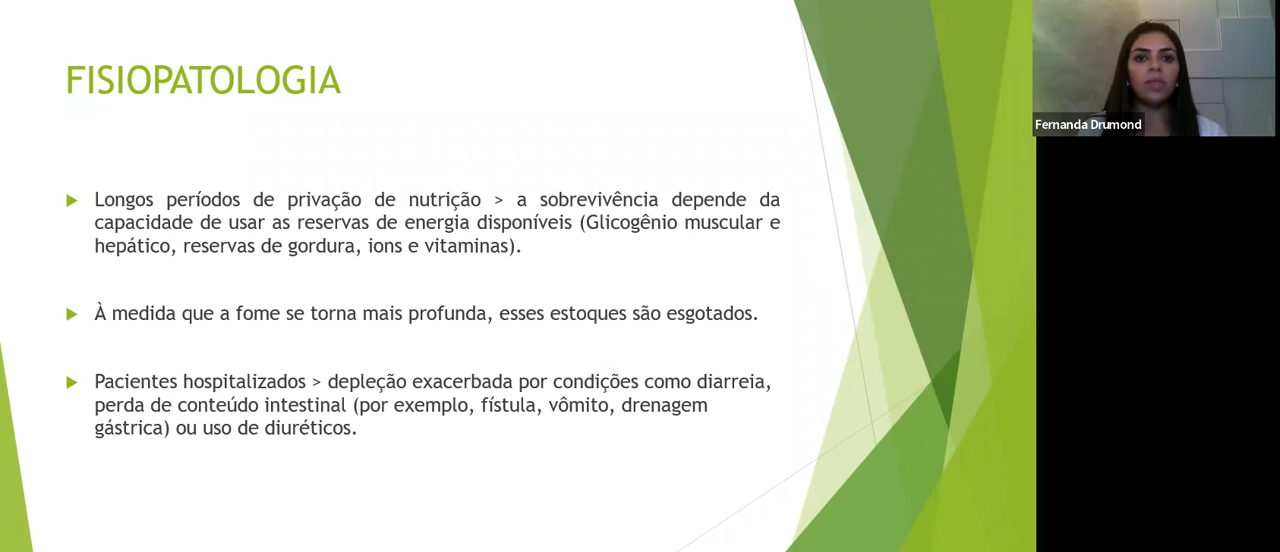 FISIOPATOLOGIA
Longos períodos de privação de nutrição > a sobrevivência depende da
capacidade de usar as reservas de energia disponíveis (Glicogênio muscular e
hepático, reservas de gordura, ions e vitaminas).
À medida que a fome se torna mais profunda, esses estoques são esgotados.
Pacientes hospitalizados > depleção exacerbada por condições como diarreia,
perda de conteúdo intestinal (por exemplo, fístula, vômito, drenagem
gástrica) ou uso de diuréticos.
Fernanda Drumond